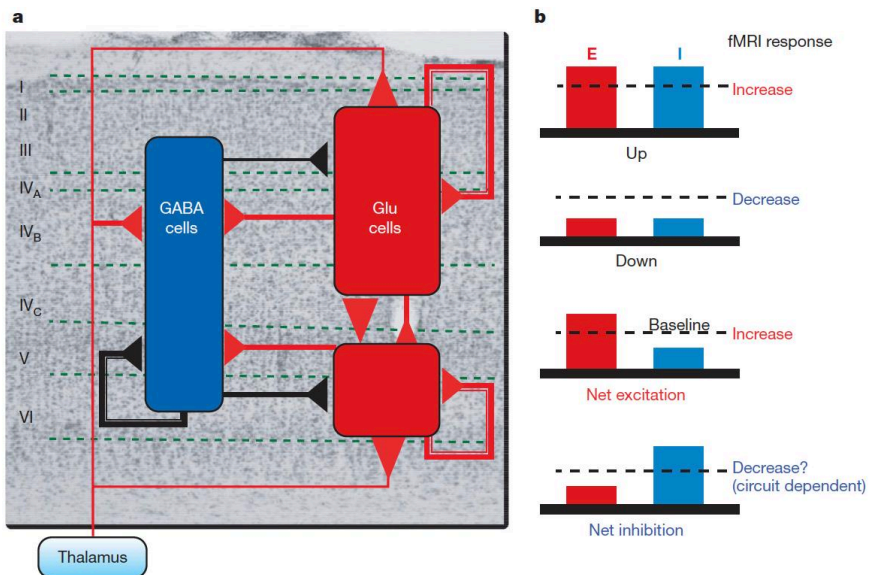 a
I
II
III
IVA
IVB
IVC
V
VI
GABA
cells
Glu
cells
Thalamus
b
fMRI response
E
I
Increase
Up
Decrease
Down
Baseline
Increase
Net excitation
Decrease?
(circuit dependent)
Net inhibition